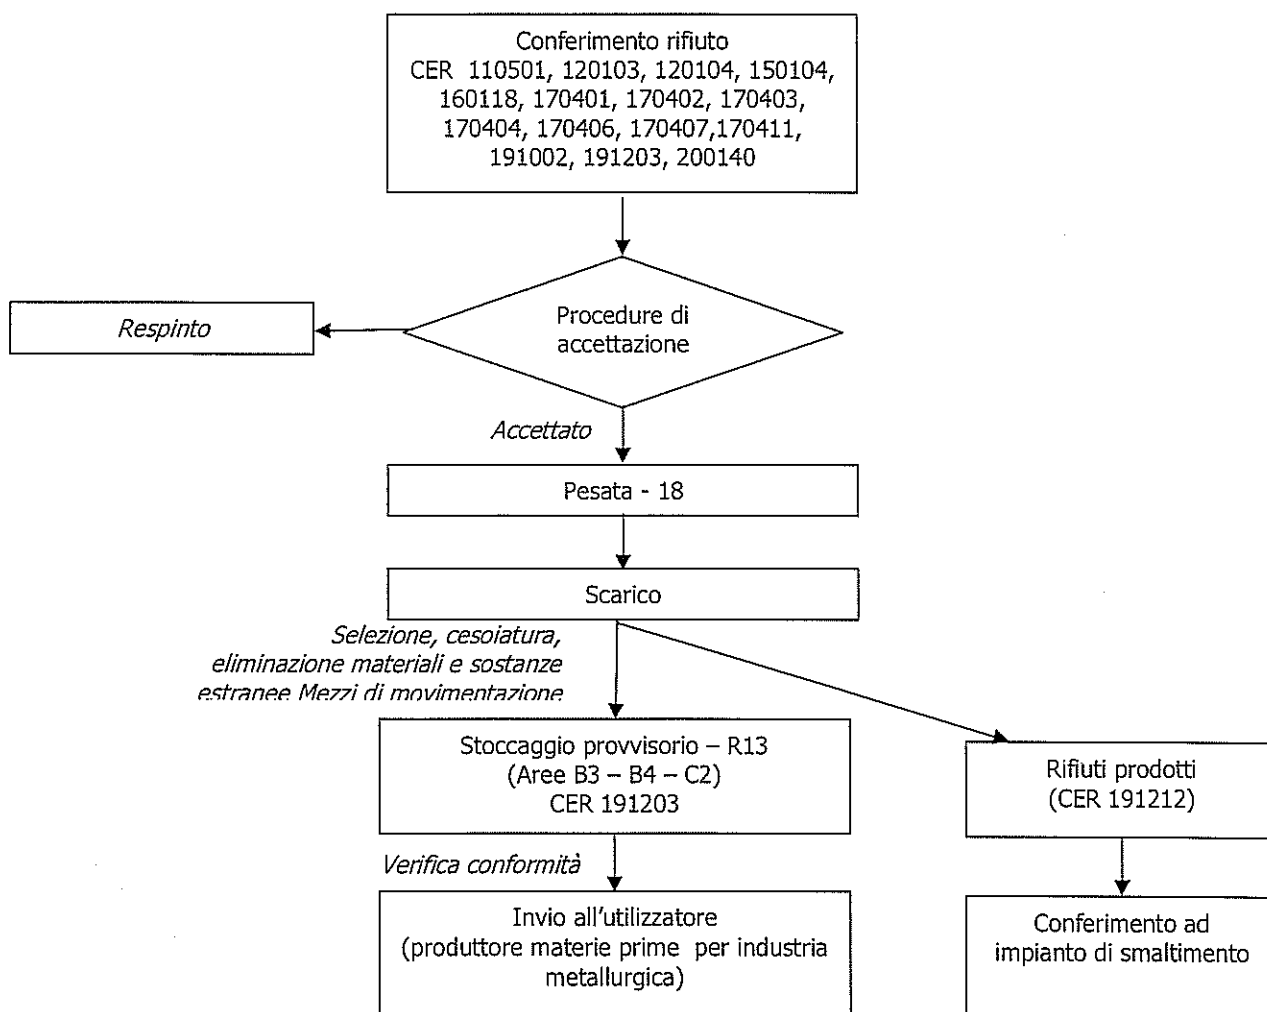 Conferimento rifiuto
CER 110501, 120103, 120104, 150104,
160118, 170401, 170402, 170403,
170404, 170406, 170407,170411,
191002, 191203, 200140
Procedure di
accettazione
Respinto
Accettato
Pesata - 18
Scarico
Selezione, cesoiatura,
eliminazione materiali e sostanze
estranee Mezzi di movimentazione
Stoccaggio provvisorio – R13
(Aree B3 – B4 – C2)
CER 191203
Rifiuti prodotti
(CER 191212)
Verifica conformità
Invio all'utilizzatore
(produttore materie prime per industria
metallurgica)
Conferimento ad
impianto di smaltimento